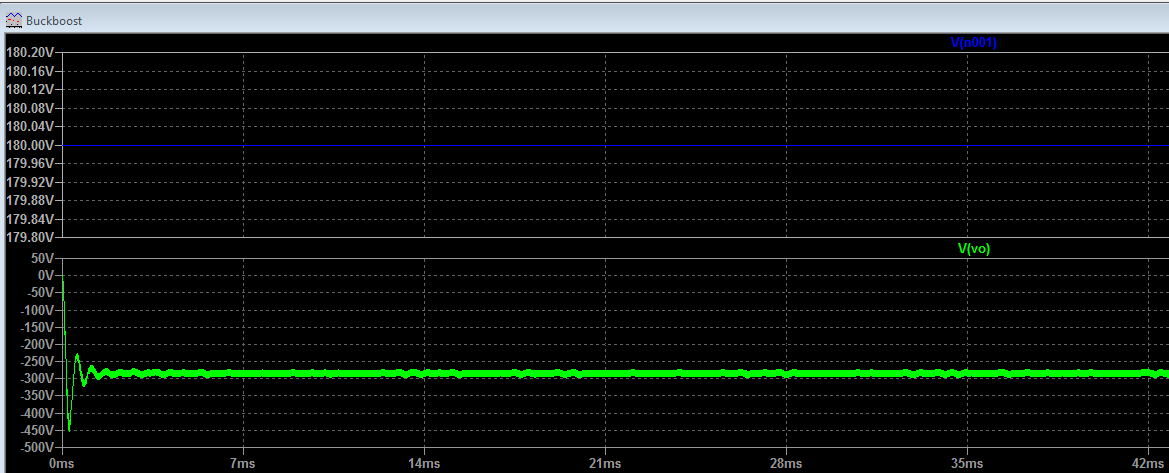 Buckboost
V(n001)
180.20V
180.16V
180.12V
180.08V
180.04V
180.00V
179.96V
179.92V
179.88V
179.84V
179.80V
V(vo)
50V
0V
-50V
-100V
-150V
-200V
-250V
-300V
-350V
-400V
-450V
-500V
0ms 7ms 14ms 21ms 28ms 35ms 42ms